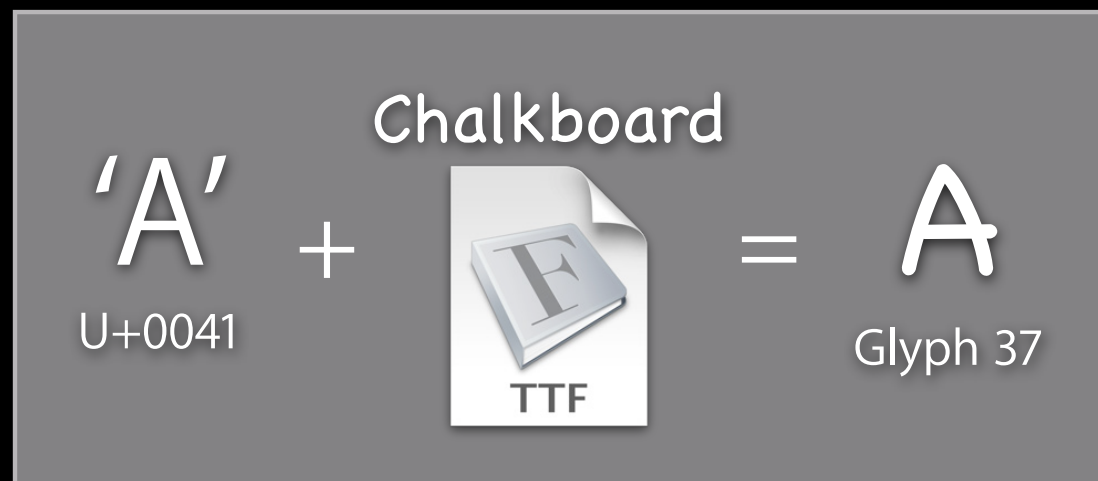 Chalkboard
‘A’ + F = A
TTF
U+0041
Glyph 37